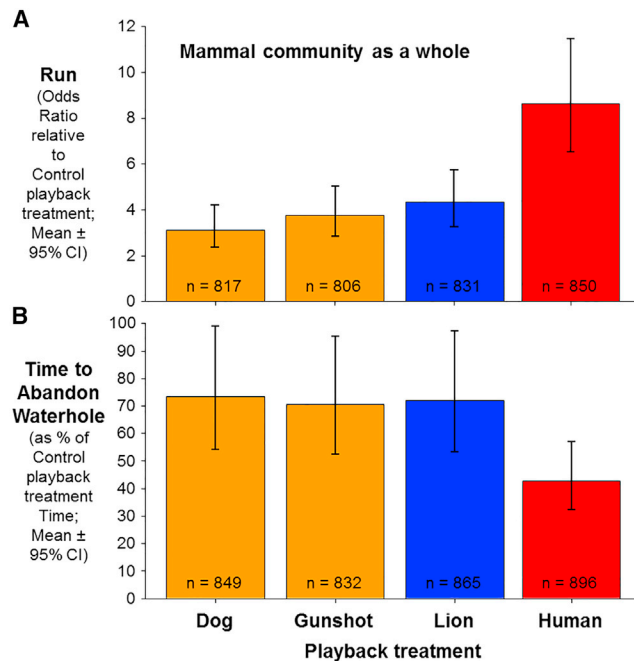 A
Mammal community as a whole
Run
(Odds
Ratio
relative
to
Control
playback
treatment;
Mean ±
95% CI)
12
10
8
6
4
2
0
n = 817
n = 806
n = 831
n = 850
B
Time to
Abandon
Waterhole
(as % of
Control
playback
treatment
Time;
Mean ±
95% CI)
100
90
80
70
60
50
40
30
20
10
0
n = 849
n = 832
n = 865
n = 896
Dog
Gunshot
Lion
Human
Playback treatment